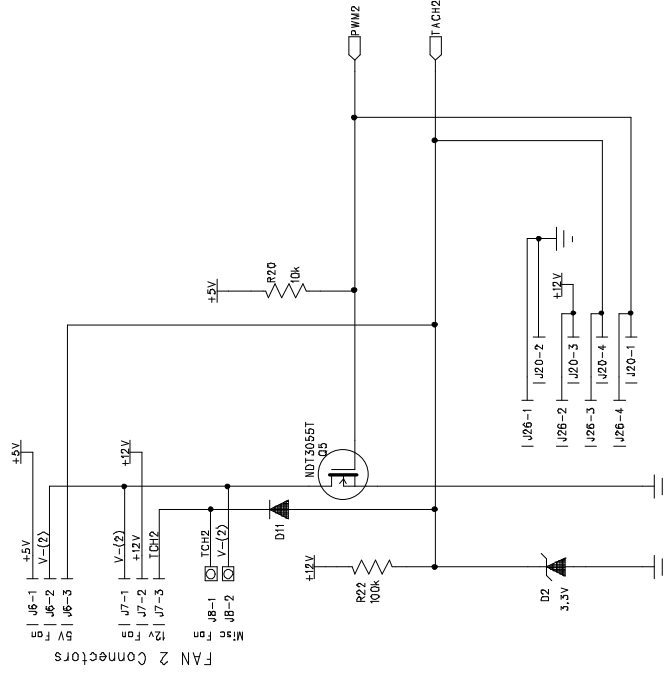 PWM2
TACH2
+5V
R20
10k
+12V
+5V
+12V
NDT3055T
Q5
J26-1
J20-2
J26-2
J20-3
J26-3
J20-4
J26-4
J20-1
+5V
J6-1
V-(2)
J6-2
J6-3
5V Fan
V-(2)
J7-1
+12V
J7-2
TCH2
J7-3
12v Fan
TCH2
J8-1
V-(2)
J8-2
Misc Fan
D11
+12V
R22
100k
D2
3.3V
FAN 2 Connectors